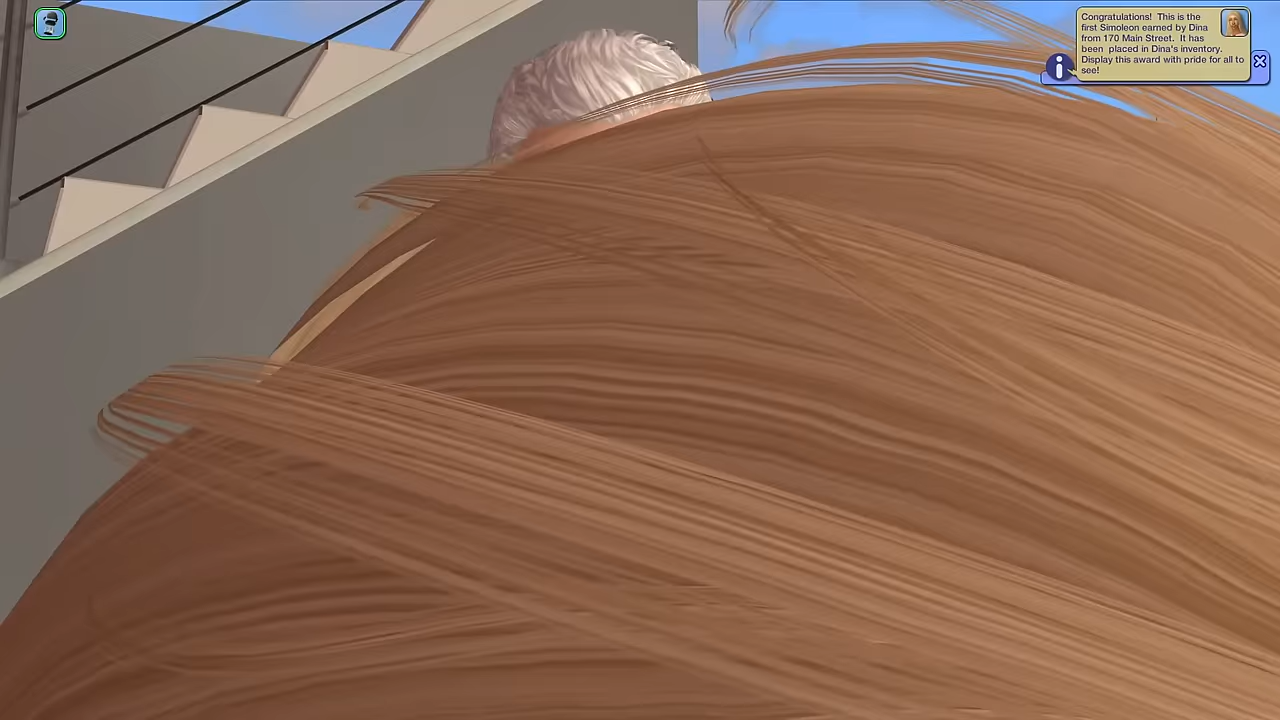 Congratulations!  This is the
first Simoleon earned by Dina
from 170 Main Street.  It has
been  placed in Dina's inventory.
Display this award with pride for all to
see!